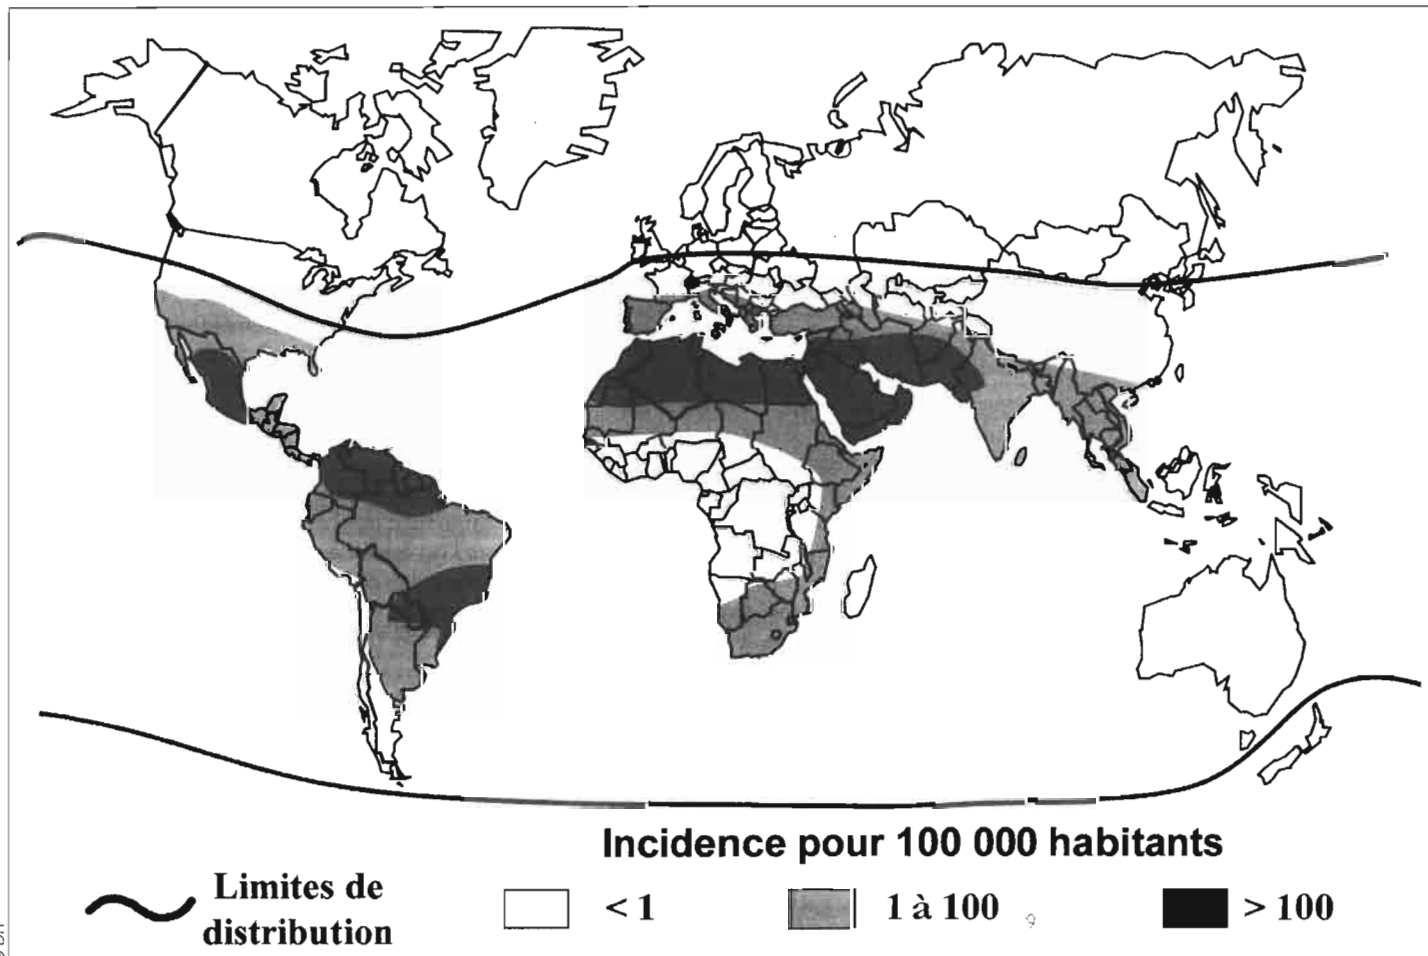 Incidence pour 100 000 habitants
Limites de
distribution
< 1
1 à 100
> 100